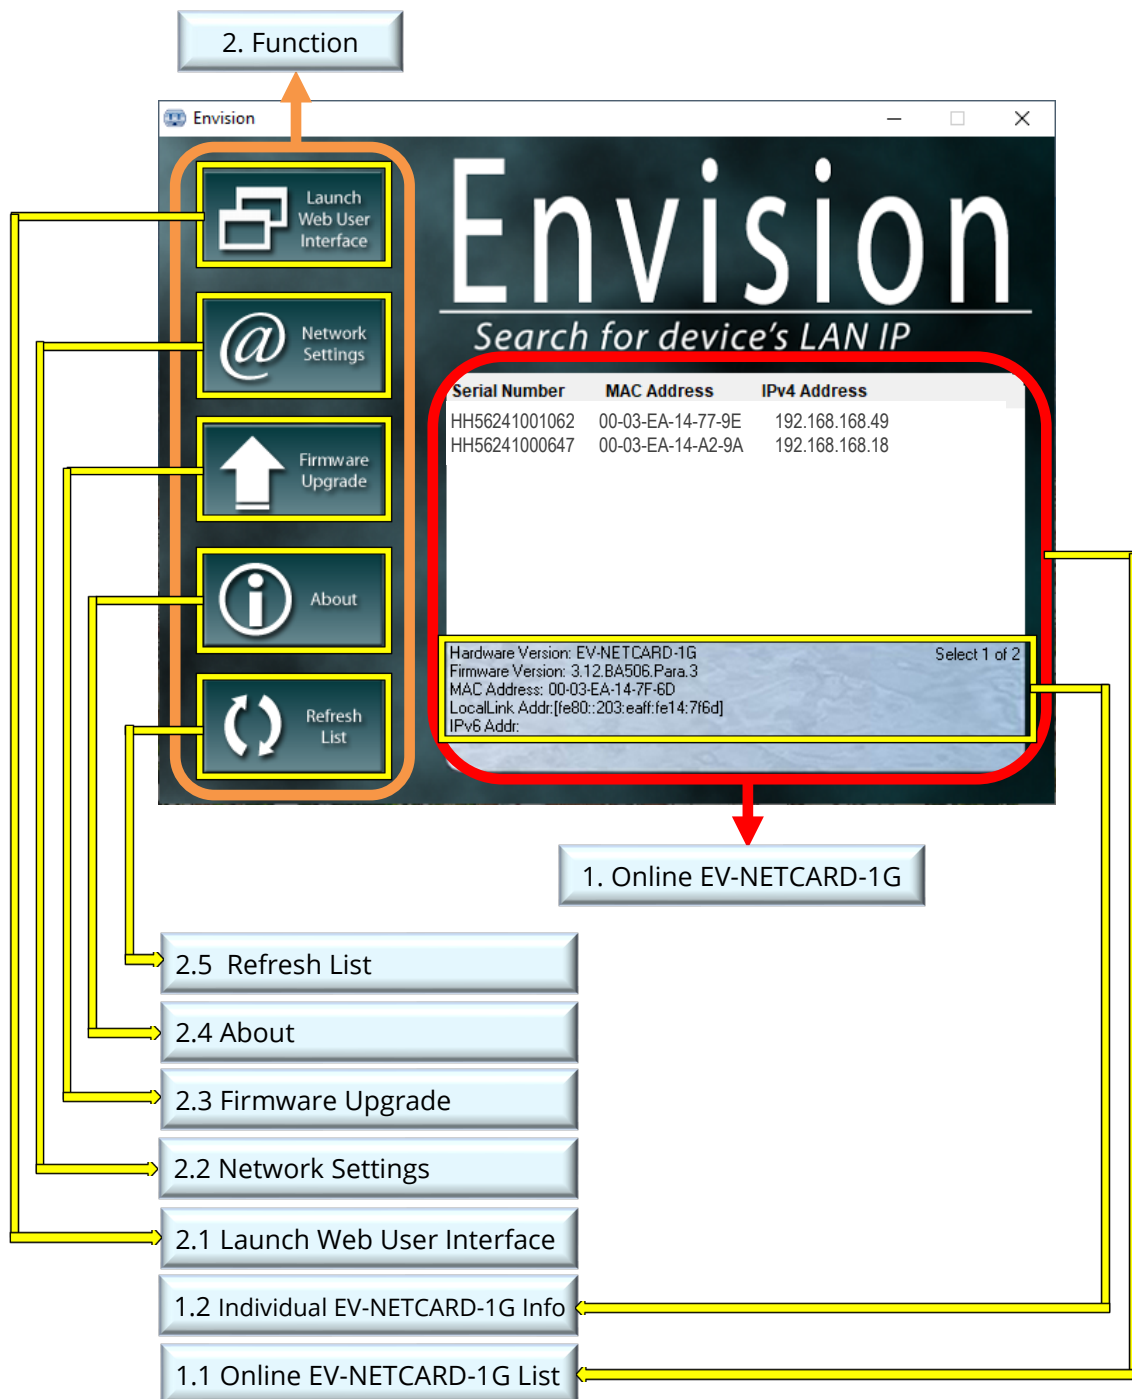 2. Function
Envision
Launch
Web User
Interface
Network
Settings
Firmware
Upgrade
About
Refresh
List
Envision
Search for device's LAN IP
Serial Number MAC Address IPv4 Address
HH56241001062 00-03-EA-14-77-9E 192.168.168.49
HH56241000647 00-03-EA-14-A2-9A 192.168.168.18
Hardware Version: EV-NETCARD-1G Select 1 of 2
Firmware Version: 3.12.BA506.Para.3
MAC Address: 00-03-EA-14-7F-6D
LocalLink Addr:[fe80::203:eaff:fe14:7f6d]
IPv6 Addr:
1. Online EV-NETCARD-1G
2.5 Refresh List
2.4 About
2.3 Firmware Upgrade
2.2 Network Settings
2.1 Launch Web User Interface
1.2 Individual EV-NETCARD-1G Info
1.1 Online EV-NETCARD-1G List